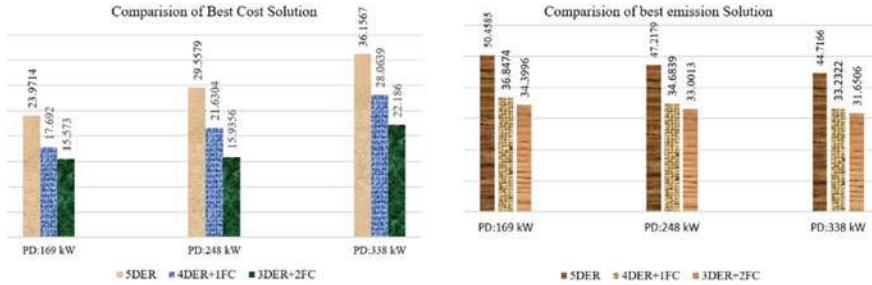 Comparision of Best Cost Solution
23.9714
17.692
15.573
29.5579
21.6304
15.9356
36.1567
28.0639
22.186
PD:169 kW
PD:248 kW
PD:338 kW
5DER
4DER+1FC
3DER+2FC
Comparision of best emission Solution
50.4585
36.8474
34.3996
47.2179
34.6839
33.0013
44.7166
33.2322
31.6506
PD:169 kW
PD:248 kW
PD:338 kW
5DER
4DER+1FC
3DER+2FC